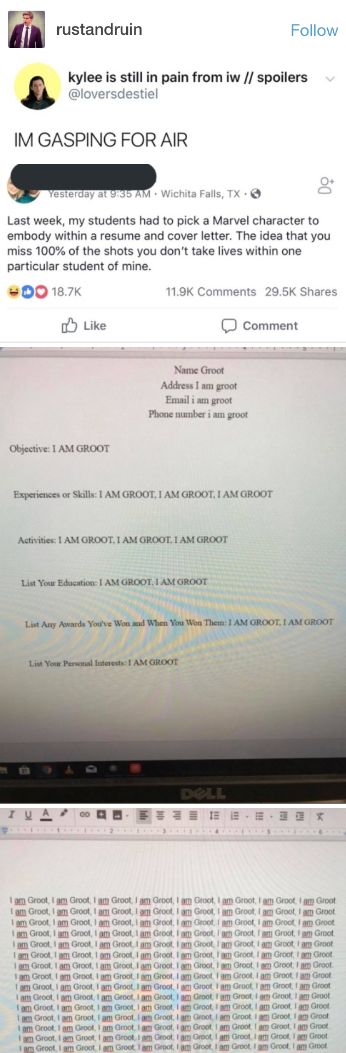 rustandruin
Follow
kylee is still in pain from iw // spoilers
@loversdestiel
IM GASPING FOR AIR
Yesterday at 9:35 AM · Wichita Falls, TX ·
Last week, my students had to pick a Marvel character to
embody within a resume and cover letter. The idea that you
miss 100% of the shots you don't take lives within one
particular student of mine.
18.7K
11.9K Comments 29.5K Shares
Like
Comment
Name Groot
Address I am groot
Email i am groot
Phone number i am groot
Objective: I AM GROOT
Experiences or Skills: I AM GROOT, I AM GROOT, I AM GROOT
Activities: I AM GROOT, I AM GROOT, I AM GROOT
List Your Education: I AM GROOT. I AM GROOT
List Any Awards You've Won and When You Won Them: I AM GROOT, I AM GROOT
List Your Personal Interests: I AM GROOT
DELL
I U A
I am Groot, I am Groot, I am Groot, I am Groot, I am Groot, I am Groot, I am Groot, I am Groot
I am Groot, I am Groot, I am Groot, I am Groot, I am Groot, I am Groot, I am Groot, I am Groot.
I am Groot, I am Groot, I am Groot, I am Groot, I am Groot, I am Groot, I am Groot, I am Groot.
I am Groot, I am Groot, I am Groot, I am Groot, I am Groot, I am Groot, I am Groot, I am Groot.
I am Groot, I am Groot, I am Groot, I am Groot, I am Groot, I am Groot, I am Groot, I am Groot
I am Groot, I am Groot, I am Groot, I am Groot, I am Groot, I am Groot, I am Groot, I am Groot.
I am Groot, I am Groot, I am Groot, I am Groot, I am Groot, I am Groot, I am Groot, I am Groot.
I am Groot, I am Groot, I am Groot, I am Groot, I am Groot, I am Groot, I am Groot, I am Groot.
I am Groot, I am Groot, I am Groot, I am Groot, I am Groot, I am Groot, I am Groot, I am Groot.
I am Groot, I am Groot, I am Groot, I am Groot, I am Groot, I am Groot, I am Groot, I am Groot.
I am Groot, I am Groot, I am Groot, I am Groot, I am Groot, I am Groot, I am Groot, I am Groot.
I am Groot, I am Groot, I am Groot, I am Groot, I am Groot, I am Groot, I am Groot, I am Groot.
I am Groot, I am Groot, I am Groot, I am Groot, I am Groot, I am Groot, I am Groot, I am Groot.
I am Groot, I am Groot, I am Groot, I am Groot, I am Groot, I am Groot, I am Groot, I am Groot.
I am Groot, I am Groot, I am Groot, I am Groot, I am Groot, I am Groot, I am Groot, I am Groot